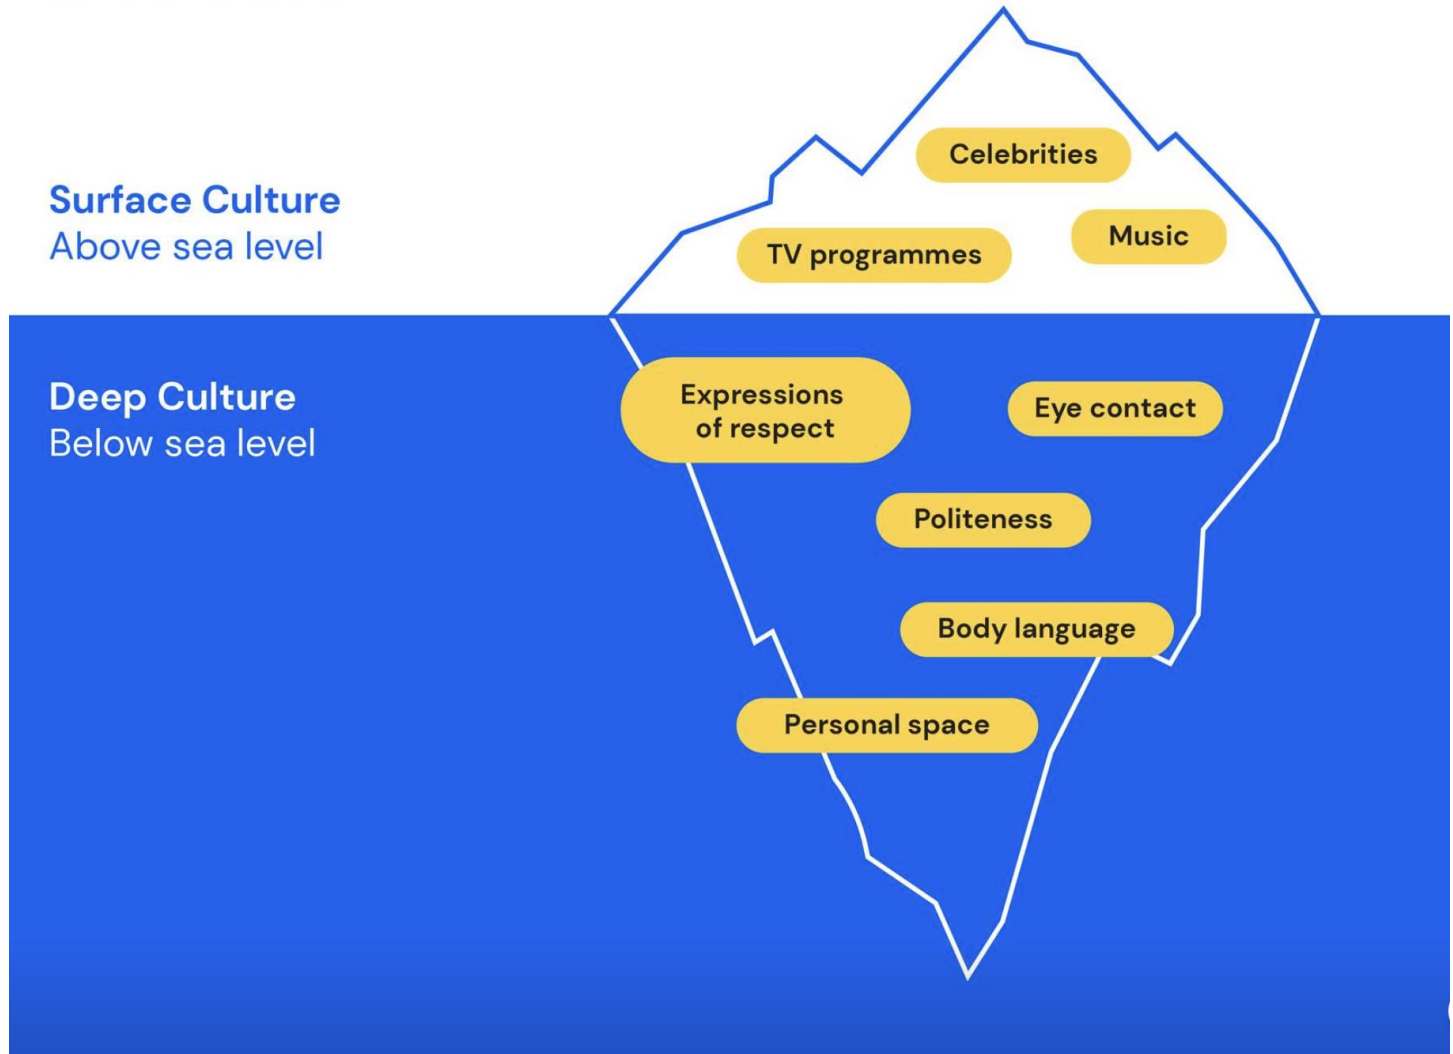 Celebrities
Music
TV programmes
Surface Culture
Above sea level
Deep Culture
Below sea level
Expressions
of respect
Eye contact
Politeness
Body language
Personal space